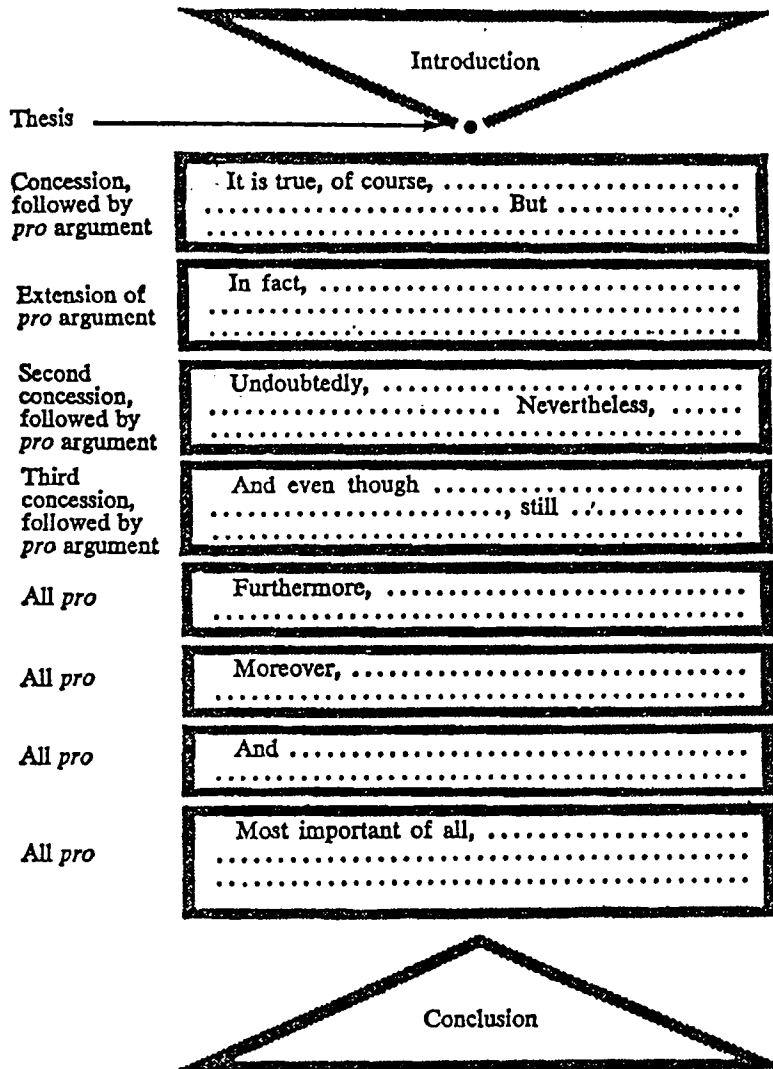 Introduction
Thesis
Concession,
followed by
pro argument
It is true, of course, ..............................
.............................. But ..................
......................................................
Extension of
pro argument
In fact, ..........................................
......................................................
......................................................
Second
concession,
followed by
pro argument
Undoubtedly, ....................................
.............................. Nevertheless, ......
......................................................
Third
concession,
followed by
pro argument
And even though ..............................
.............................., still ..................
......................................................
All pro
Furthermore, ....................................
......................................................
All pro
Moreover, ........................................
......................................................
All pro
And ................................................
......................................................
All pro
Most important of all, ..........................
......................................................
......................................................
Conclusion